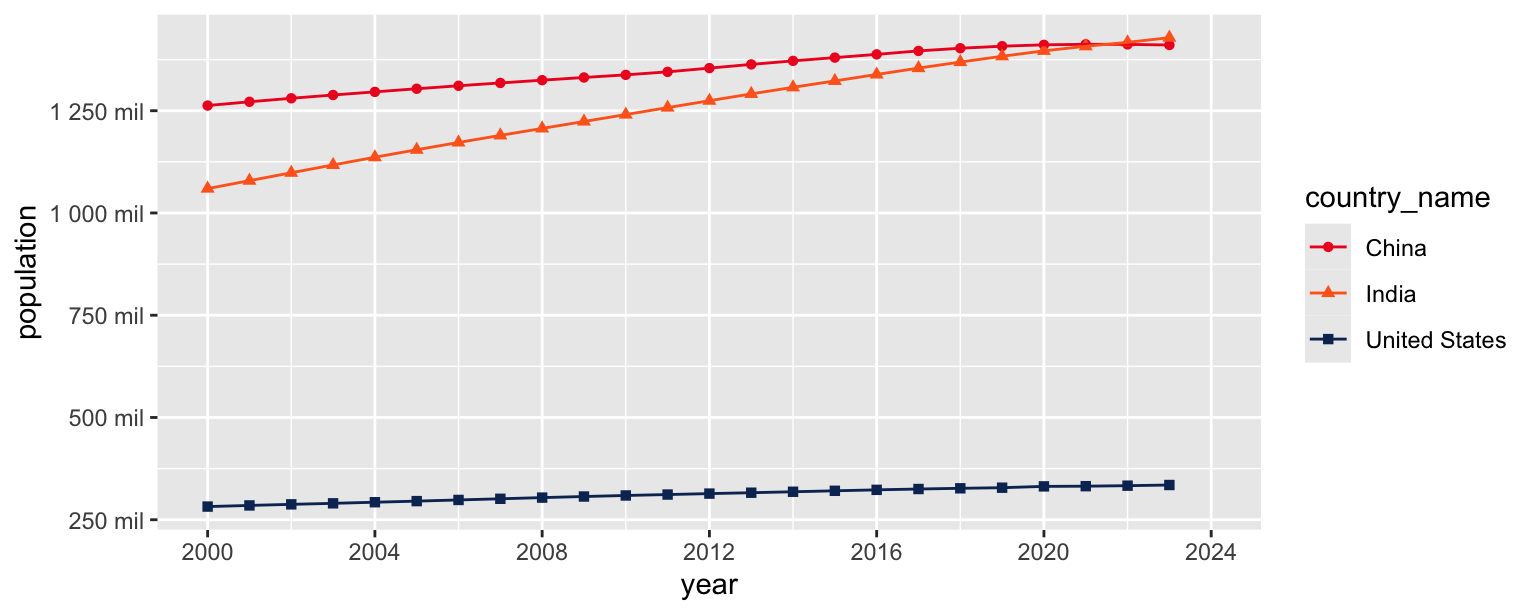 population
1 250 mil
1 000 mil
750 mil
500 mil
250 mil
2000 2004 2008 2012 2016 2020 2024
year
country_name
China
India
United States